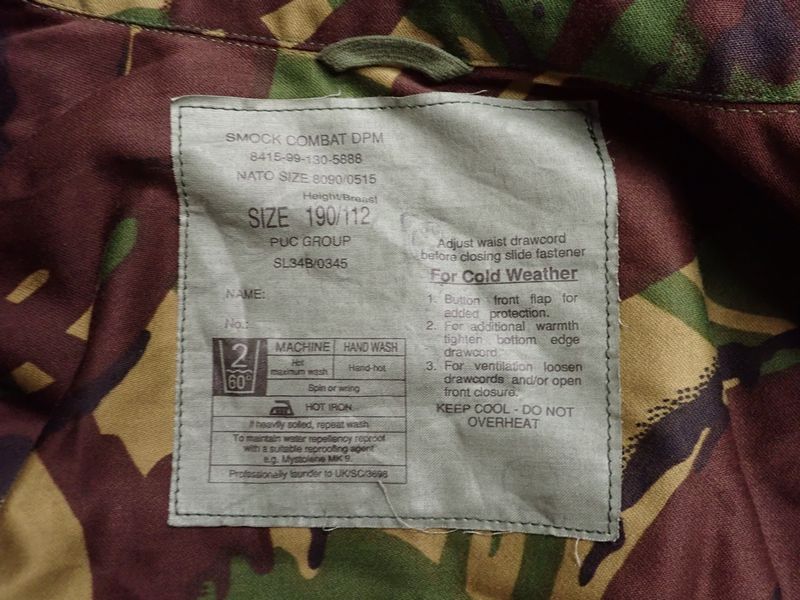 SMOCK COMBAT DPM
8415-99-130-5888
NATO SIZE 8090/0515
Height/Breast
SIZE 190/112
PUC GROUP
SL34B/0345
NAME:
No.:
2
60°
MACHINE
HAND WASH
Hot
maximum wash
Hand-hot
Spin or wring
HOT IRON
If heavily soiled, repeat wash
To maintain water repellency reproof
with a suitable reproofing agent
e.g. Mystolene MK 9.
Professionally launder to UK/SC/3698
Adjust waist drawcord
before closing slide fastener
For Cold Weather
1. Button front flap for
added protection.
2. For additional warmth
tighten bottom edge
drawcord.
3. For ventilation loosen
drawcords and/or open
front closure.
KEEP COOL - DO NOT
OVERHEAT